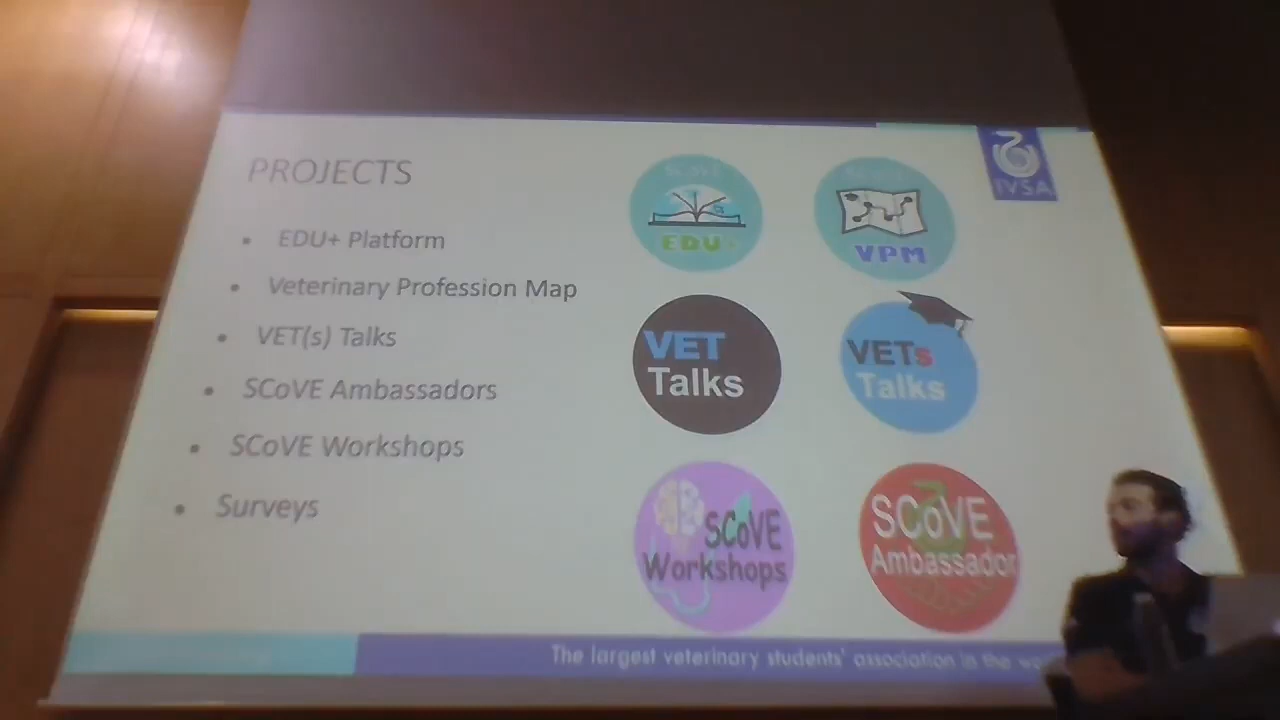 PROJECTS
• EDU+ Platform
• Veterinary Profession Map
• VET(s) Talks
• SCoVE Ambassadors
• SCoVE Workshops
• Surveys
EDU+
VPM
IVSA
VET
Talks
VETs
Talks
SCoVE
Workshops
SCoVE
Ambassador
The largest veterinary students' association in the